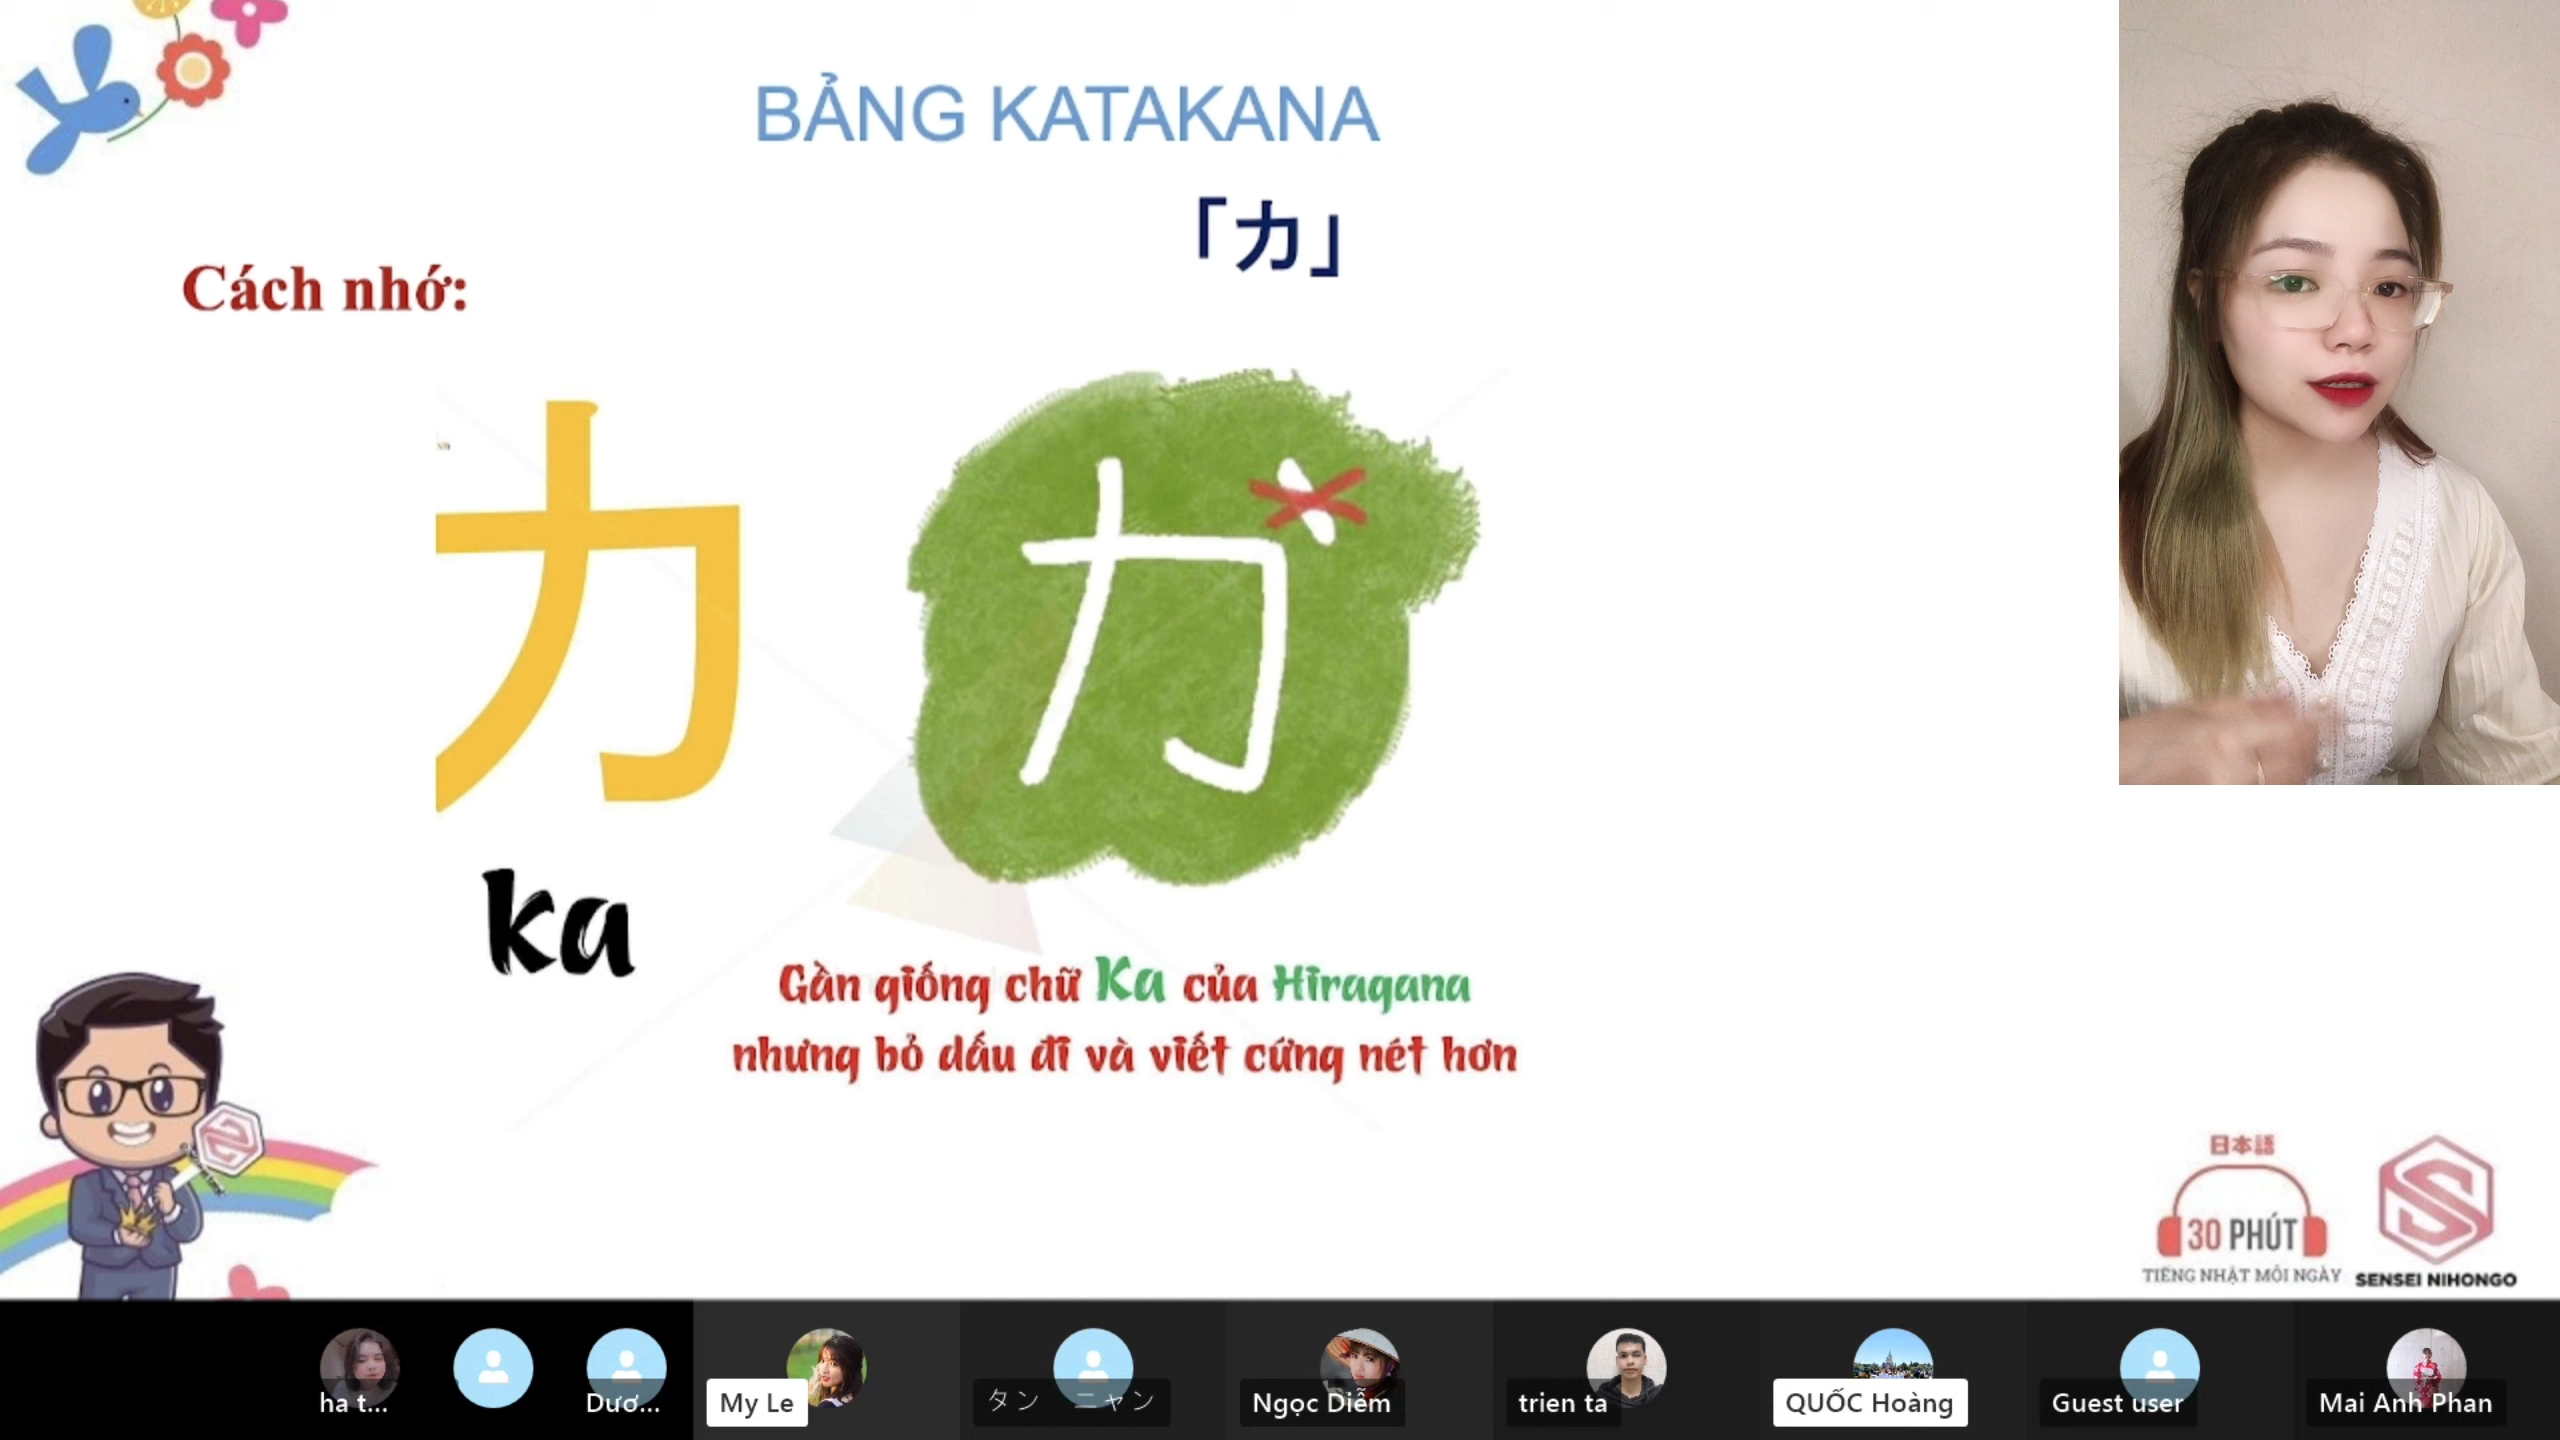 BẢNG KATAKANA
「カ」
Cách nhớ:
カ
か
ka
Gần giống chữ Ka của Hiragana
nhưng bỏ dấu đi và viết cứng nét hơn
日本語
30 PHÚT
TIẾNG NHẬT MỖI NGÀY
SENSEI NIHONGO
ha t...
Dươ...
My Le
タン　ニャン
Ngọc Diễm
trien ta
QUỐC Hoàng
Guest user
Mai Anh Phan